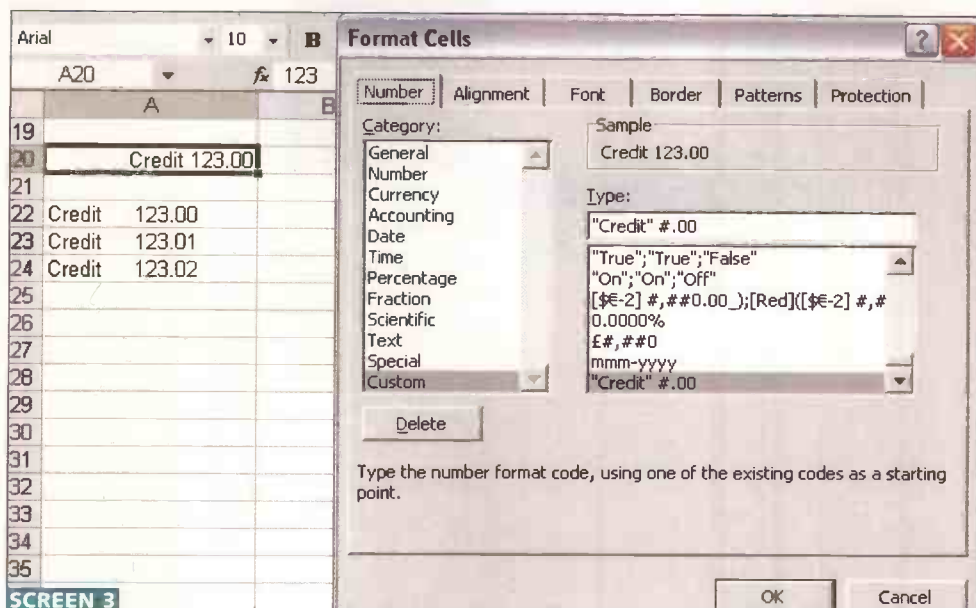 Arial 10 B
A20 fx 123
A B
19
20 Credit 123.00
21
22 Credit 123.00
23 Credit 123.01
24 Credit 123.02
25
26
27
28
29
30
31
32
33
34
35
SCREEN 3
Format Cells
Number Alignment Font Border Patterns Protection
Category:
General
Number
Currency
Accounting
Date
Time
Percentage
Fraction
Scientific
Text
Special
Custom
Sample
Credit 123.00
Type:
"Credit" #.00
"True";"True";"False"
"On";"On";"Off"
[$€-2] #,##0.00_);[Red]([$€-2] #,#
0.0000%
£#,##0
mmm-yyyy
"Credit" #.00
Delete
Type the number format code, using one of the existing codes as a starting
point.
OK Cancel